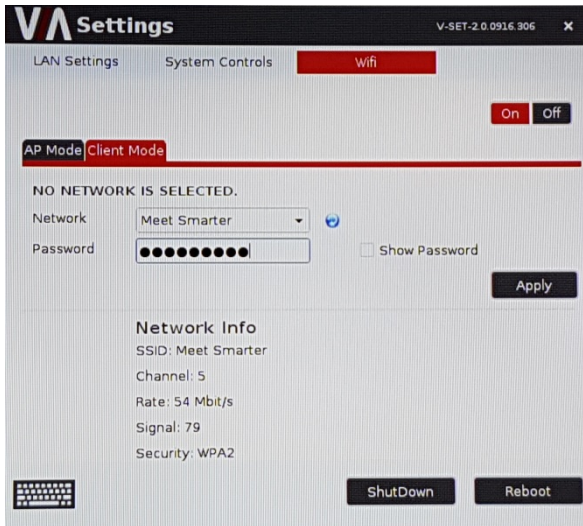 VIA Settings V-SET-2.0.0916.306 x
LAN Settings System Controls Wifi
On Off
AP Mode Client Mode
NO NETWORK IS SELECTED.
Network Meet Smarter
Password ●●●●●●●●● Show Password
Apply
Network Info
SSID: Meet Smarter
Channel: 5
Rate: 54 Mbit/s
Signal: 79
Security: WPA2
ShutDown Reboot